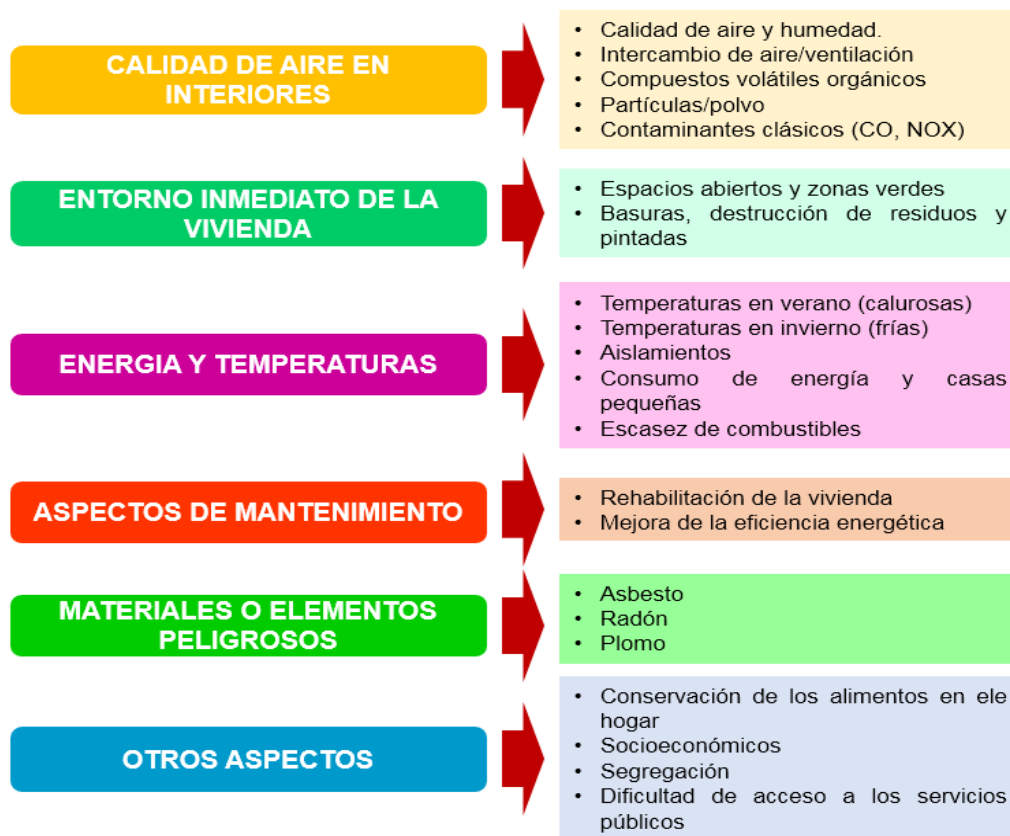 CALIDAD DE AIRE EN
INTERIORES
• Calidad de aire y humedad.
• Intercambio de aire/ventilación
• Compuestos volátiles orgánicos
• Partículas/polvo
• Contaminantes clásicos (CO, NOX)
ENTORNO INMEDIATO DE LA
VIVIENDA
• Espacios abiertos y zonas verdes
• Basuras, destrucción de residuos y
pintadas
ENERGIA Y TEMPERATURAS
• Temperaturas en verano (calurosas)
• Temperaturas en invierno (frías)
• Aislamientos
• Consumo de energía y casas
pequeñas
• Escasez de combustibles
ASPECTOS DE MANTENIMIENTO
• Rehabilitación de la vivienda
• Mejora de la eficiencia energética
MATERIALES O ELEMENTOS
PELIGROSOS
• Asbesto
• Radón
• Plomo
OTROS ASPECTOS
• Conservación de los alimentos en ele
hogar
• Socioeconómicos
• Segregación
• Dificultad de acceso a los servicios
públicos